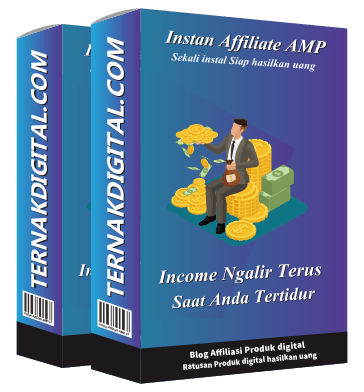 TERNAKDIGITAL.COM
TERNAKDIGITAL.COM
Instan Affiliate AMP
Sekali instal Siap hasilkan uang
Income Ngalir Terus
Saat Anda Tertidur
Blog Affiliasi Produk digital
Ratusan Produk digital hasilkan uang